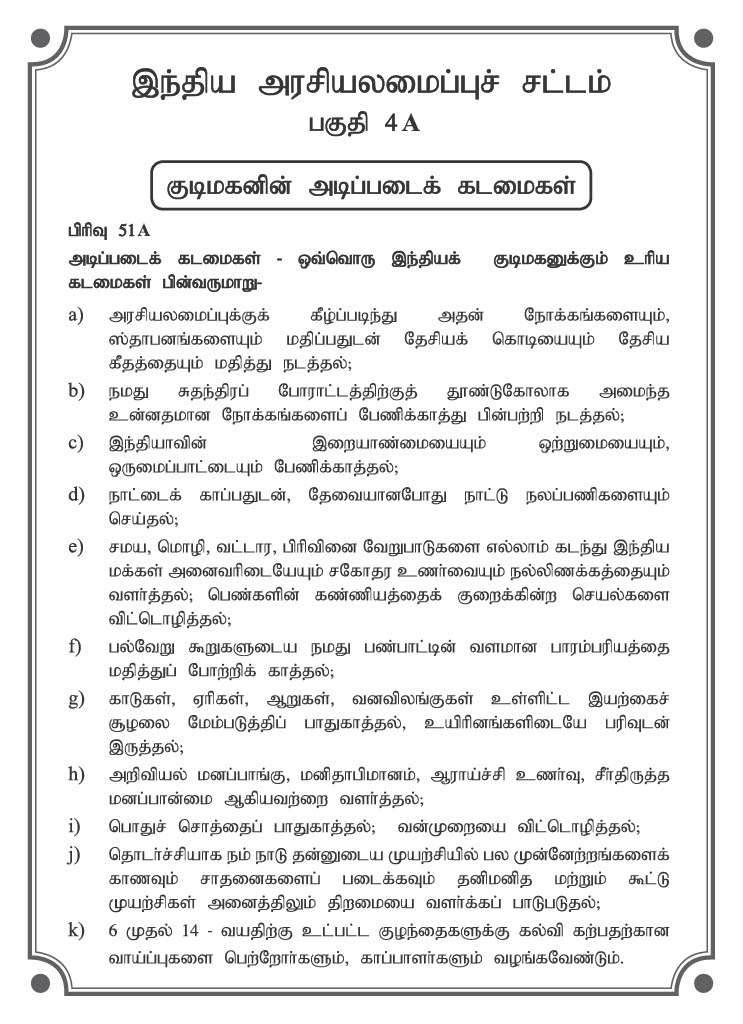 இந்திய அரசியலமைப்புச் சட்டம்
பகுதி 4A
குடிமகனின் அடிப்படைக் கடமைகள்
பிரிவு 51A
அடிப்படைக் கடமைகள் - ஒவ்வொரு இந்தியக் குடிமகனுக்கும் உரிய
கடமைகள் பின்வருமாறு-
a) அரசியலமைப்புக்குக் கீழ்ப்படிந்து அதன் நோக்கங்களையும்,
ஸ்தாபனங்களையும் மதிப்பதுடன் தேசியக் கொடியையும் தேசிய
கீதத்தையும் மதித்து நடத்தல்;
b) நமது சுதந்திரப் போராட்டத்திற்குத் தூண்டுகோலாக அமைந்த
உன்னதமான நோக்கங்களைப் பேணிக்காத்து பின்பற்றி நடத்தல்;
c) இந்தியாவின் இறையாண்மையையும் ஒற்றுமையையும்,
ஒருமைப்பாட்டையும் பேணிக்காத்தல்;
d) நாட்டைக் காப்பதுடன், தேவையானபோது நாட்டு நலப்பணிகளையும்
செய்தல்;
e) சமய, மொழி, வட்டார, பிரிவினை வேறுபாடுகளை எல்லாம் கடந்து இந்திய
மக்கள் அனைவரிடையேயும் சகோதர உணர்வையும் நல்லிணக்கத்தையும்
வளர்த்தல்; பெண்களின் கண்ணியத்தைக் குறைக்கின்ற செயல்களை
விட்டொழித்தல்;
f) பல்வேறு கூறுகளுடைய நமது பண்பாட்டின் வளமான பாரம்பரியத்தை
மதித்துப் போற்றிக் காத்தல்;
g) காடுகள், ஏரிகள், ஆறுகள், வனவிலங்குகள் உள்ளிட்ட இயற்கைச்
சூழலை மேம்படுத்திப் பாதுகாத்தல், உயிரினங்களிடையே பரிவுடன்
இருத்தல்;
h) அறிவியல் மனப்பாங்கு, மனிதாபிமானம், ஆராய்ச்சி உணர்வு, சீர்திருத்த
மனப்பான்மை ஆகியவற்றை வளர்த்தல்;
i) பொதுச் சொத்தைப் பாதுகாத்தல்; வன்முறையை விட்டொழித்தல்;
j) தொடர்ச்சியாக நம் நாடு தன்னுடைய முயற்சியில் பல முன்னேற்றங்களைக்
காணவும் சாதனைகளைப் படைக்கவும் தனிமனித மற்றும் கூட்டு
முயற்சிகள் அனைத்திலும் திறமையை வளர்க்கப் பாடுபடுதல்;
k) 6 முதல் 14 - வயதிற்கு உட்பட்ட குழந்தைகளுக்கு கல்வி கற்பதற்கான
வாய்ப்புகளை பெற்றோர்களும், காப்பாளர்களும் வழங்கவேண்டும்.